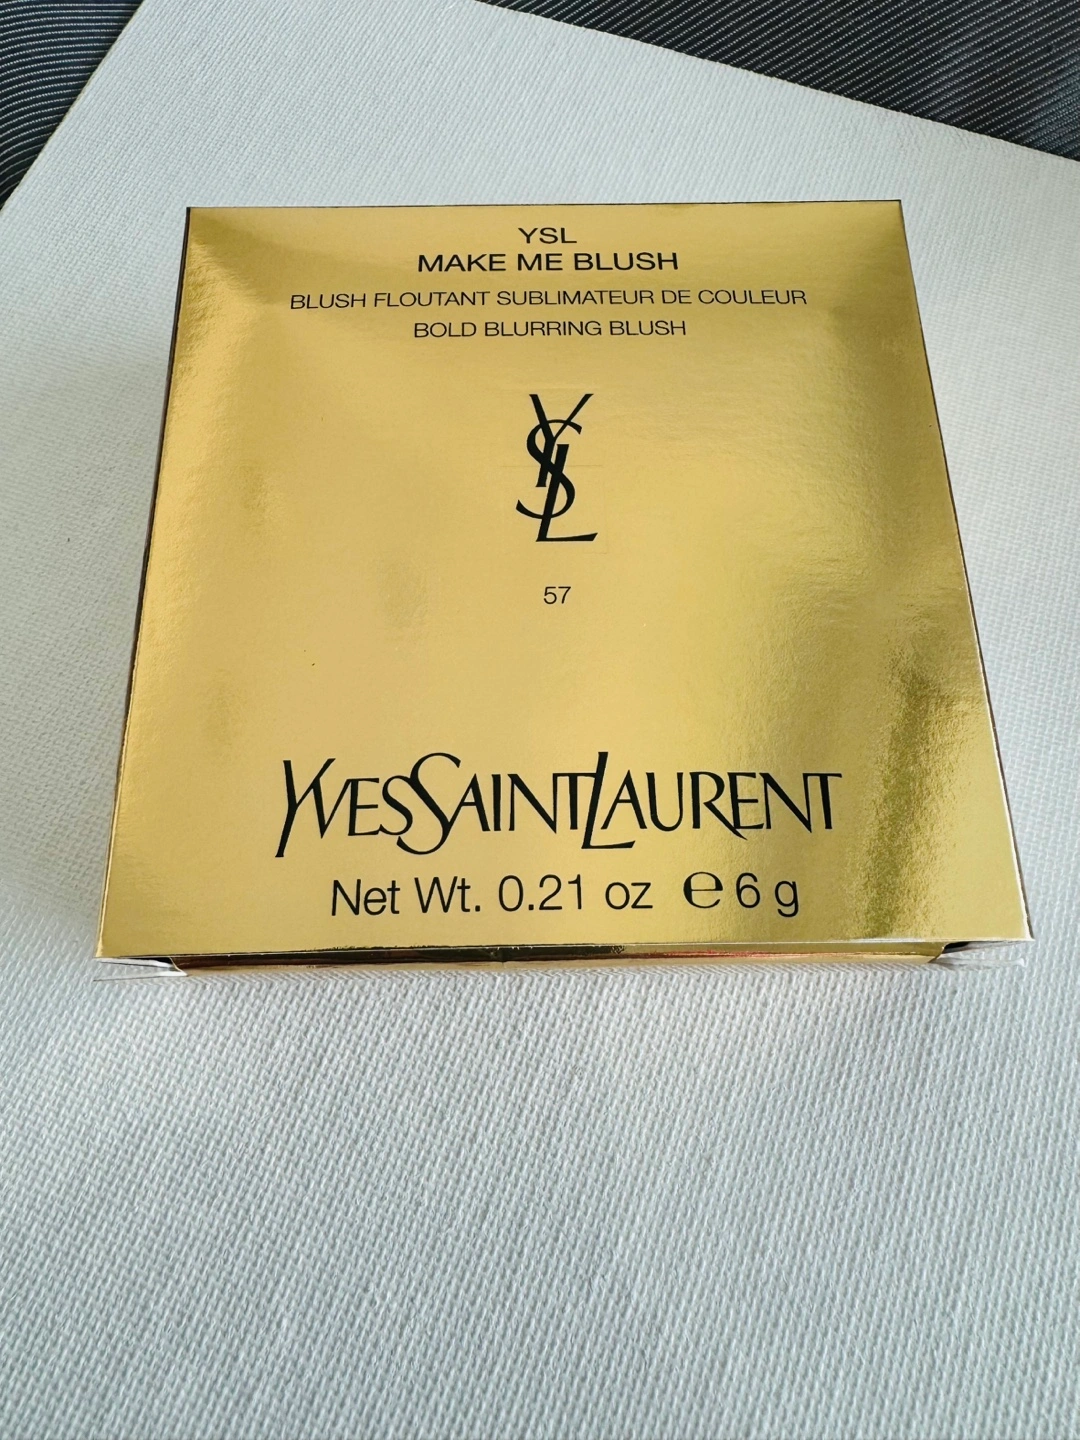 YSL
MAKE ME BLUSH
BLUSH FLOUTANT SUBLIMATEUR DE COULEUR
BOLD BLURRING BLUSH
YSL
57
YVESSAINTLAURENT
Net Wt. 0.21 oz ℮ 6 g